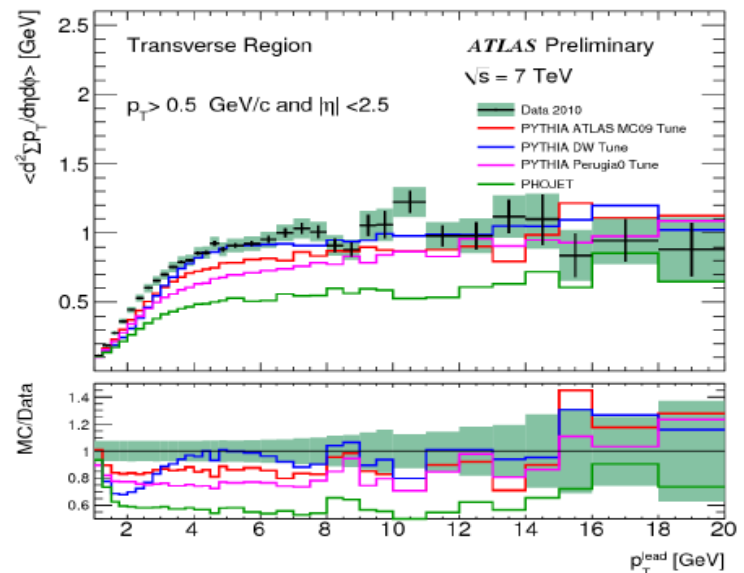 <d²Σp_T/dηdϕ> [GeV]
2.5
2
1.5
1
0.5
Transverse Region
ATLAS Preliminary
√s = 7 TeV
p_T > 0.5 GeV/c and |η| <2.5
Data 2010
PYTHIA ATLAS MC09 Tune
PYTHIA DW Tune
PYTHIA Perugia0 Tune
PHOJET
MC/Data
1.4
1.2
1
0.8
0.6
2 4 6 8 10 12 14 16 18 20
p_T^lead [GeV]